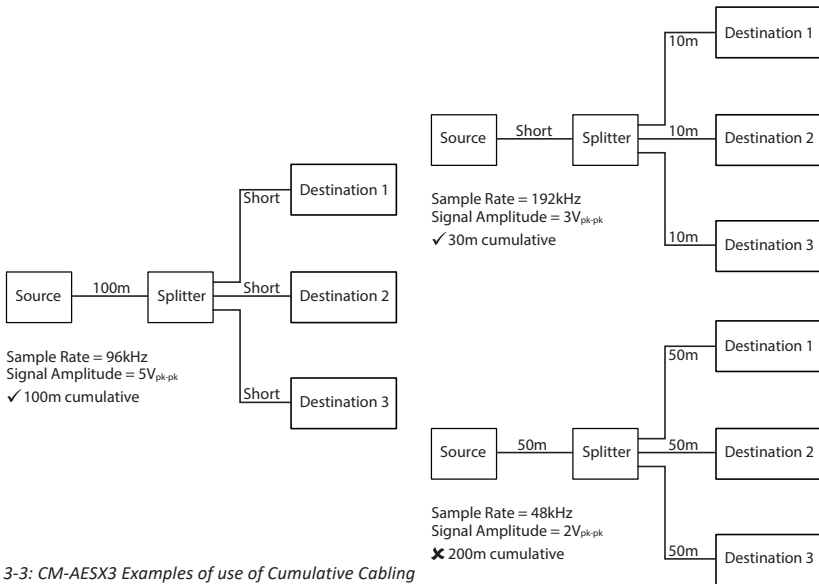 Source
100m
Splitter
Short
Destination 1
Short
Destination 2
Short
Destination 3
Sample Rate = 96kHz
Signal Amplitude = 5Vpk-pk
✓ 100m cumulative
Source
Short
Splitter
10m
Destination 1
10m
Destination 2
10m
Destination 3
Sample Rate = 192kHz
Signal Amplitude = 3Vpk-pk
✓ 30m cumulative
Source
50m
Splitter
50m
Destination 1
50m
Destination 2
50m
Destination 3
Sample Rate = 48kHz
Signal Amplitude = 2Vpk-pk
✘ 200m cumulative
3-3: CM-AESX3 Examples of use of Cumulative Cabling